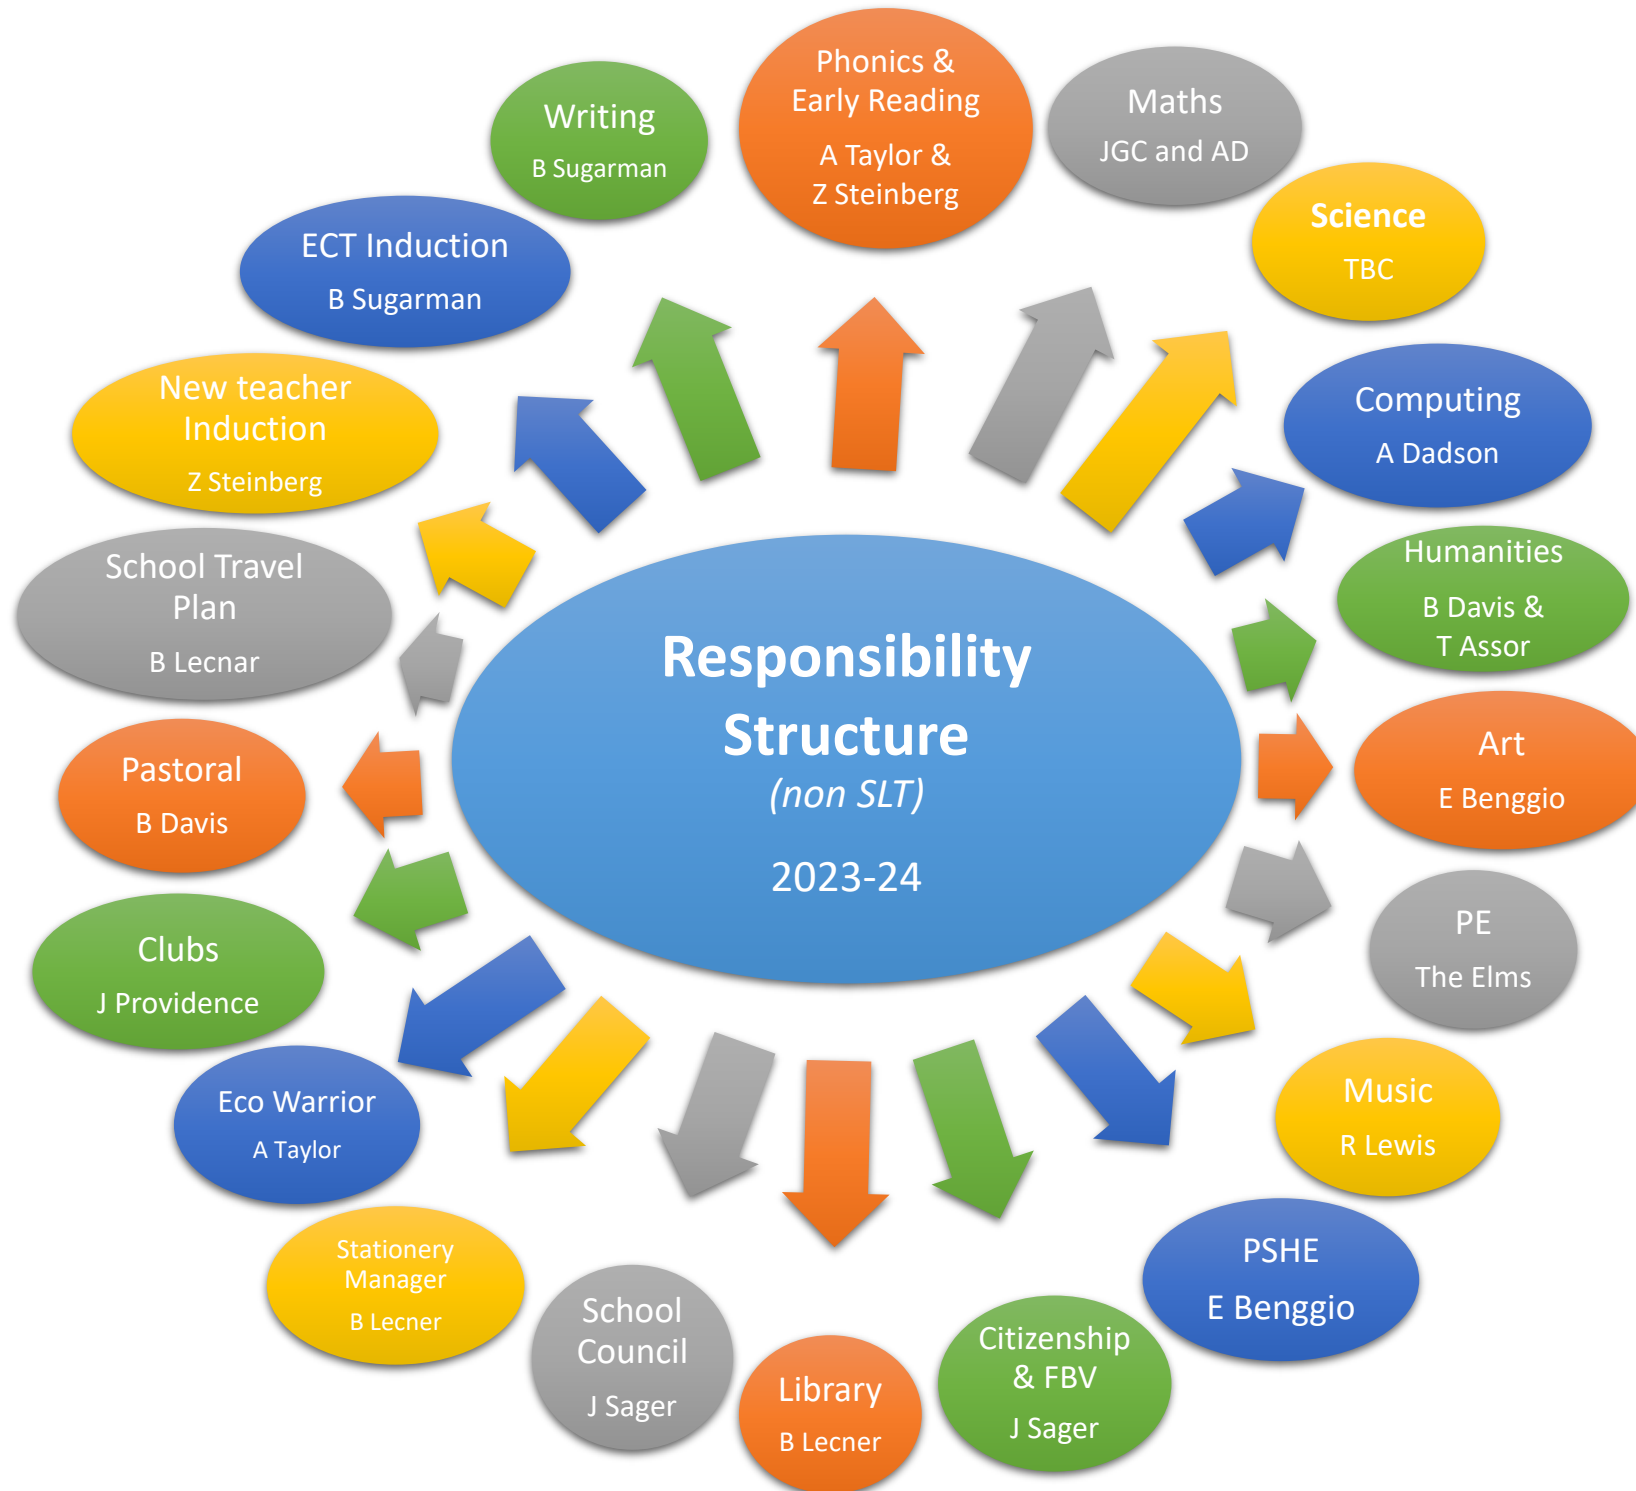 Responsibility
Structure
(non SLT)
2023-24
Phonics &
Early Reading
A Taylor &
Z Steinberg
Maths
JGC and AD
Science
TBC
Computing
A Dadson
Humanities
B Davis &
T Assor
Art
E Benggio
PE
The Elms
Music
R Lewis
PSHE
E Benggio
Citizenship
& FBV
J Sager
Library
B Lecner
School
Council
J Sager
Stationery
Manager
B Lecner
Eco Warrior
A Taylor
Clubs
J Providence
Pastoral
B Davis
School Travel
Plan
B Lecnar
New teacher
Induction
Z Steinberg
ECT Induction
B Sugarman
Writing
B Sugarman